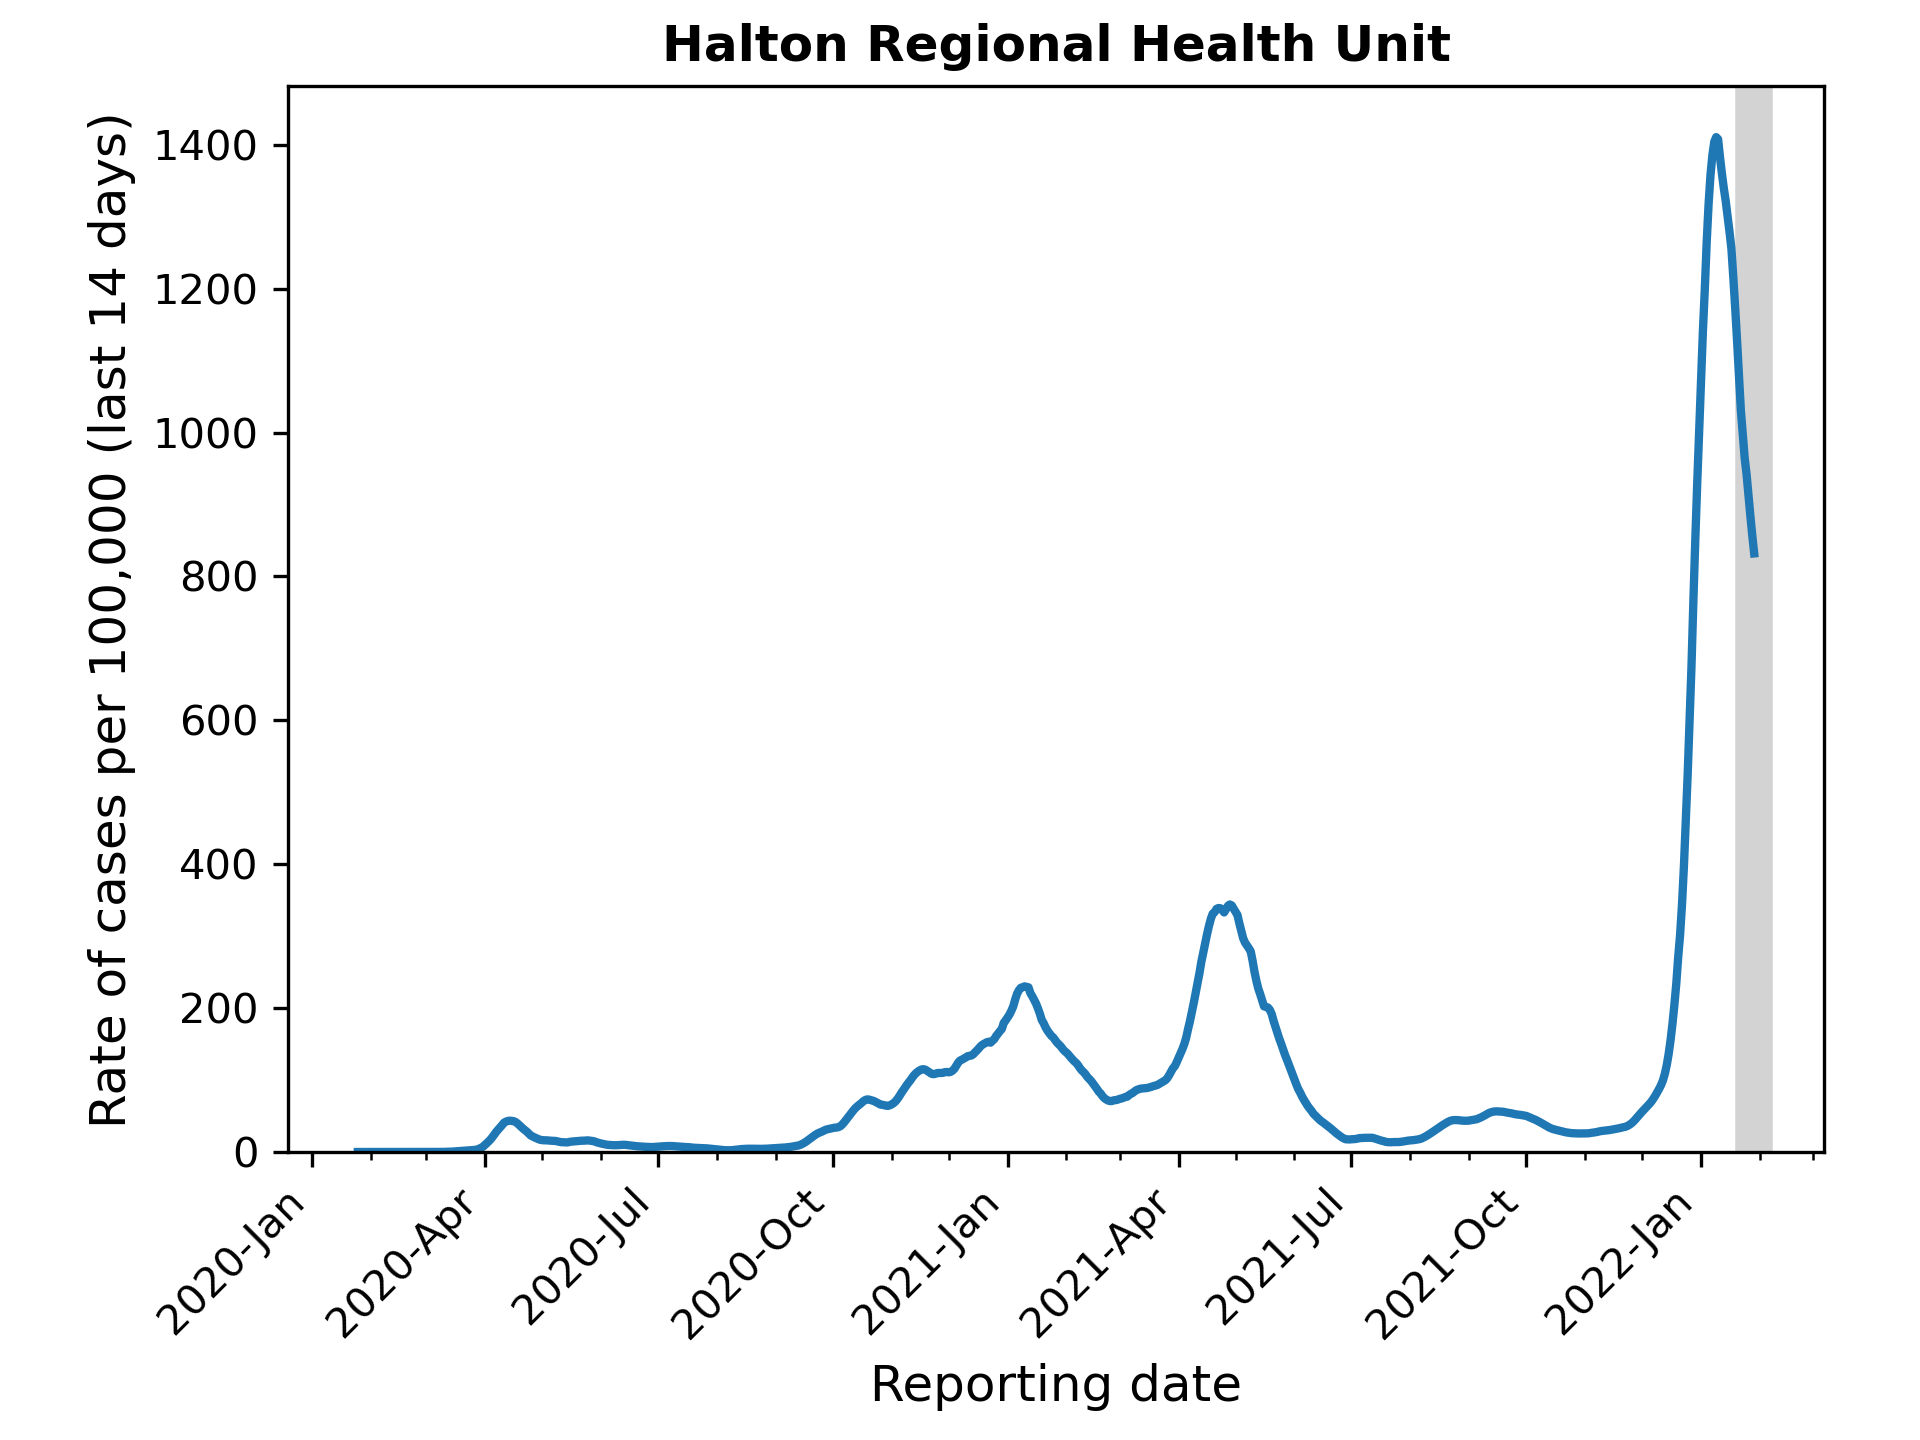 Halton Regional Health Unit
Rate of cases per 100,000 (last 14 days)
1400
1200
1000
800
600
400
200
0
2020-Jan
2020-Apr
2020-Jul
2020-Oct
2021-Jan
2021-Apr
2021-Jul
2021-Oct
2022-Jan
Reporting date